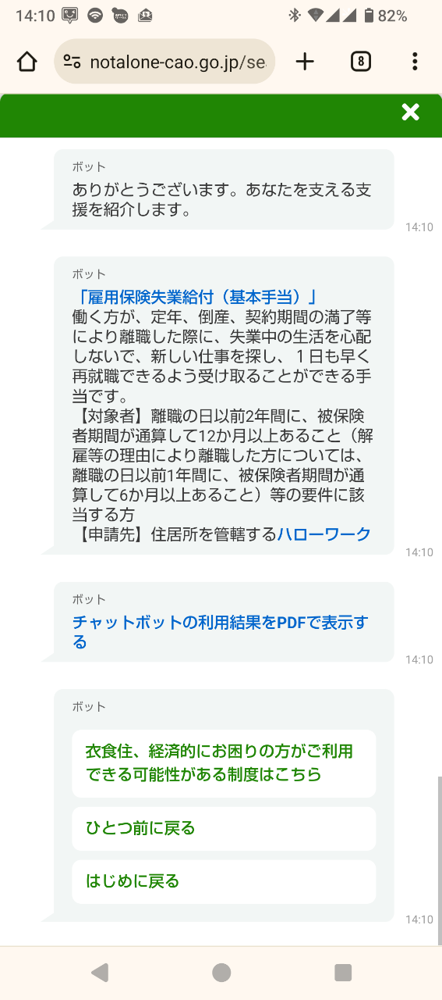 14:10
82%
notalone-cao.go.jp/se
8
ボット
ありがとうございます。あなたを支える支
援を紹介します。
14:10
ボット
「雇用保険失業給付（基本手当）」
働く方が、定年、倒産、契約期間の満了等
により離職した際に、失業中の生活を心配
しないで、新しい仕事を探し、１日も早く
再就職できるよう受け取ることができる手
当です。
【対象者】離職の日以前2年間に、被保険
者期間が通算して12か月以上あること（解
雇等の理由により離職した方については、
離職の日以前1年間に、被保険者期間が通
算して6か月以上あること）等の要件に該
当する方
【申請先】住居所を管轄するハローワーク
14:10
ボット
チャットボットの利用結果をPDFで表示す
る
14:10
ボット
衣食住、経済的にお困りの方がご利用
できる可能性がある制度はこちら
ひとつ前に戻る
はじめに戻る
14:10